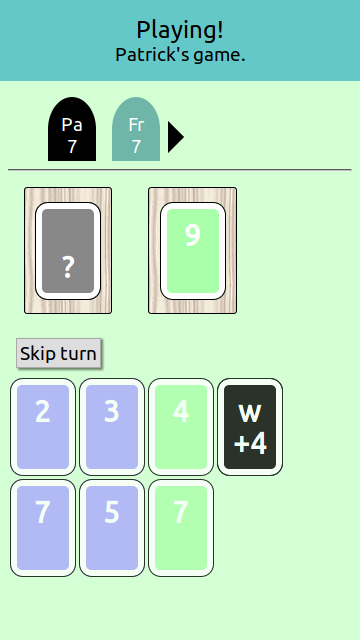 Playing!
Patrick's game.
Pa Fr
7 7
? 9
Skip turn
2 3 4 W
+4
7 5 7